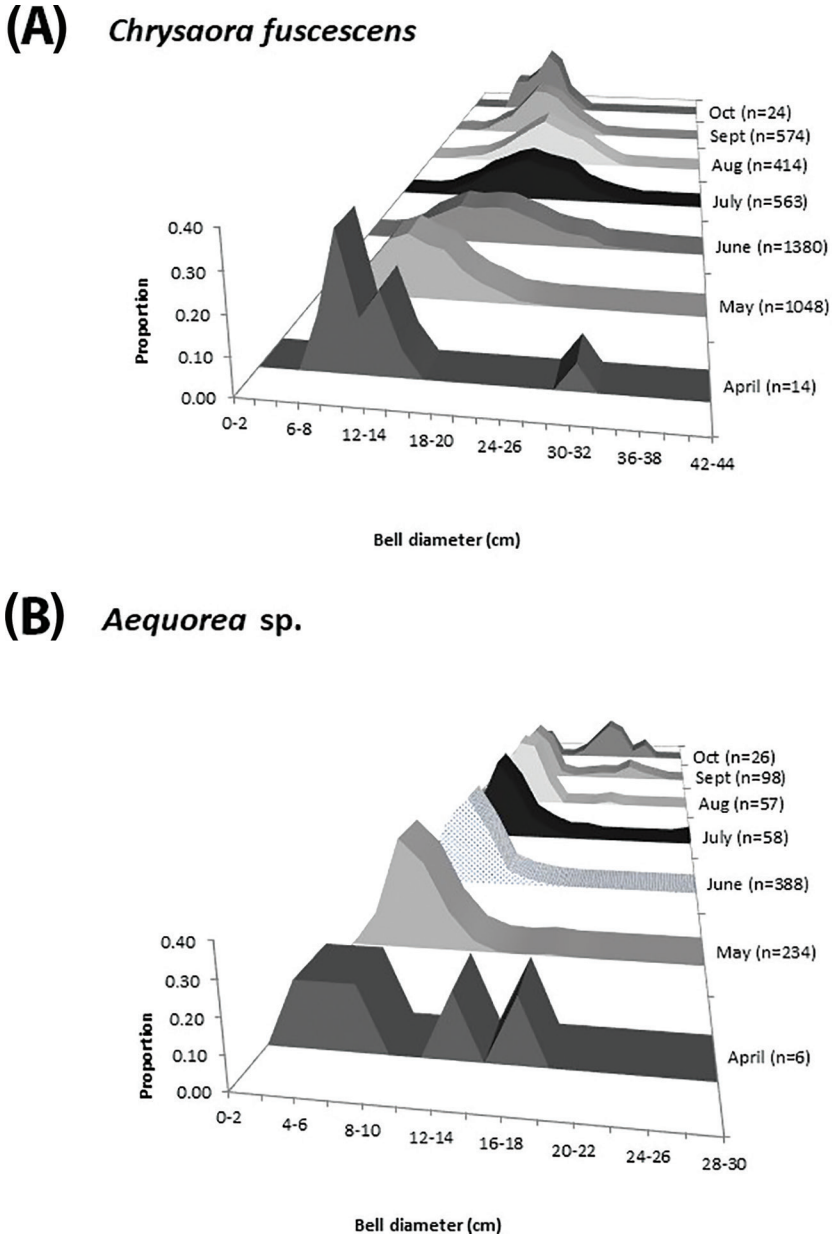 (A) Chrysaora fuscescens
Oct (n=24)
Sept (n=574)
Aug (n=414)
July (n=563)
June (n=1380)
May (n=1048)
April (n=14)
0.40
0.30
0.20
0.10
0.00
Proportion
0-2
6-8
12-14
18-20
24-26
30-32
36-38
42-44
Bell diameter (cm)
(B) Aequorea sp.
Oct (n=26)
Sept (n=98)
Aug (n=57)
July (n=58)
June (n=388)
May (n=234)
April (n=6)
0.40
0.30
0.20
0.10
0.00
Proportion
0-2
4-6
8-10
12-14
16-18
20-22
24-26
28-30
Bell diameter (cm)